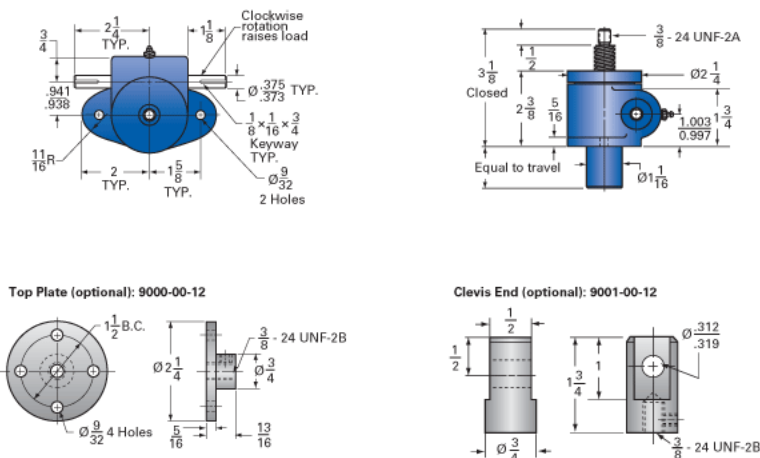 2 1/4
TYP.
1 1/8
Clockwise
rotation
raises load
3/4
.941
.938
Ø .375
.373 TYP.
1/8 × 1/16 × 3/4
Keyway
TYP.
11/16 R
2
TYP.
1 5/8
TYP.
Ø 9/32
2 Holes
3/8 - 24 UNF-2A
1/2
3 1/8
Closed
Ø2 1/4
2 3/8
5/16
1.003
0.997
1 3/4
Equal to travel
Ø1 1/16
Top Plate (optional): 9000-00-12
1 1/2 B.C.
Ø 9/32 4 Holes
Ø2 1/4
3/8 - 24 UNF-2B
Ø 3/4
5/16
13/16
Clevis End (optional): 9001-00-12
1/2
1/2
Ø .312
.319
1
1 3/4
Ø 3/4
3/8 - 24 UNF-2B